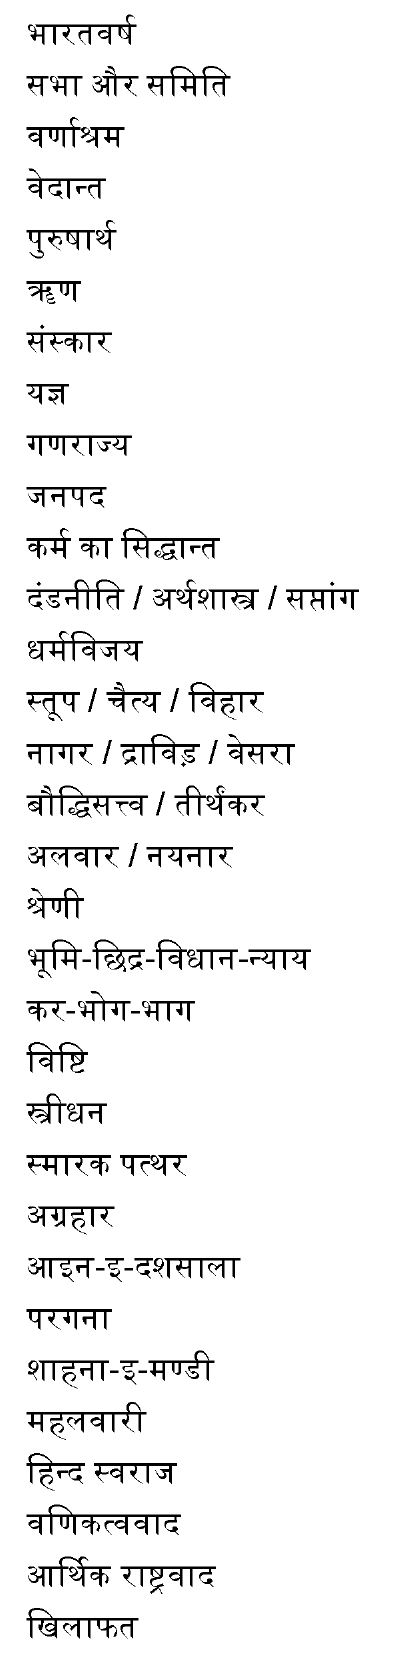 भारतवर्ष
सभा और समिति
वर्णाश्रम
वेदान्त
पुरुषार्थ
ऋण
संस्कार
यज्ञ
गणराज्य
जनपद
कर्म का सिद्धान्त
दंडनीति / अर्थशास्त्र / सप्तांग
धर्मविजय
स्तूप / चैत्य / विहार
नागर / द्राविड़ / वेसरा
बौद्धिसत्त्व / तीर्थंकर
अलवार / नयनार
श्रेणी
भूमि-छिद्र-विधान-न्याय
कर-भोग-भाग
विष्टि
स्त्रीधन
स्मारक पत्थर
अग्रहार
आइन-इ-दशसाला
परगना
शाहना-इ-मण्डी
महलवारी
हिन्द स्वराज
वणिकत्ववाद
आर्थिक राष्ट्रवाद
खिलाफत